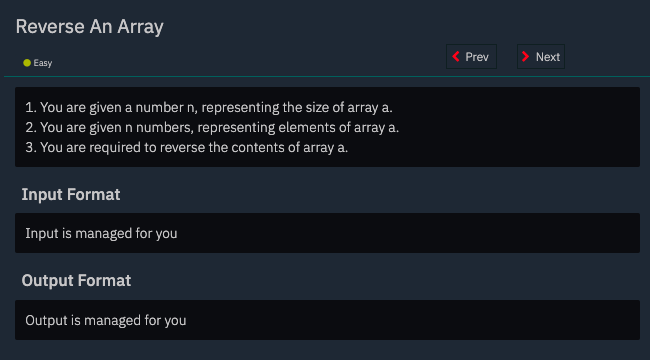 Reverse An Array
Easy
Prev
Next
1. You are given a number n, representing the size of array a.
2. You are given n numbers, representing elements of array a.
3. You are required to reverse the contents of array a.
Input Format
Input is managed for you
Output Format
Output is managed for you